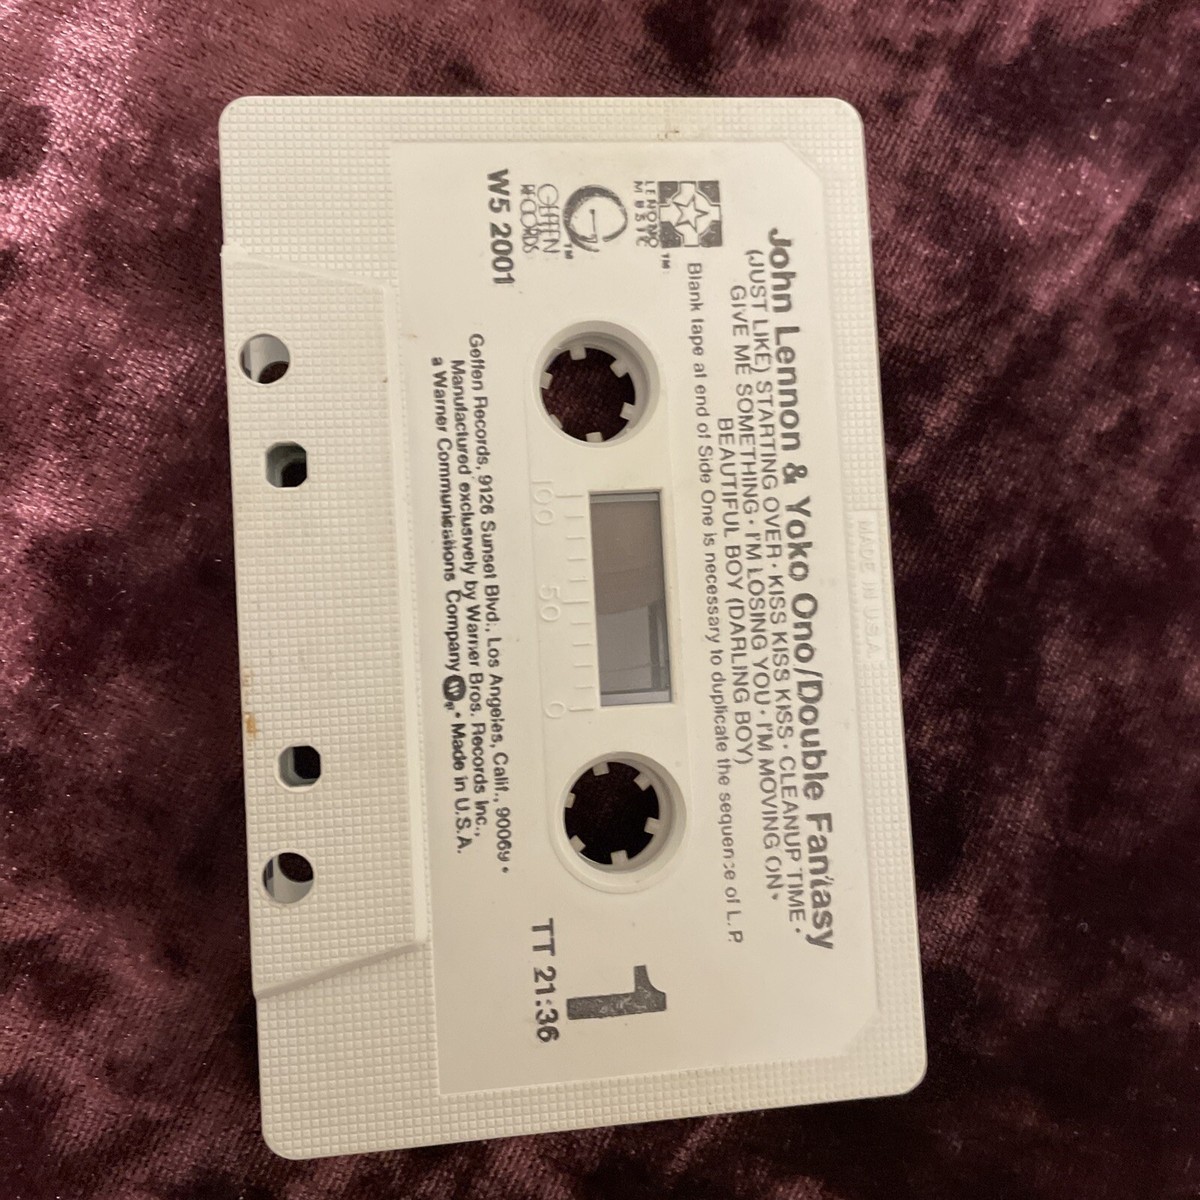 MADE IN U.S.A.
John Lennon & Yoko Ono/Double Fantasy
(JUST LIKE) STARTING OVER · KISS KISS KISS · CLEANUP TIME ·
GIVE ME SOMETHING · I'M LOSING YOU · I'M MOVING ON ·
BEAUTIFUL BOY (DARLING BOY)
Blank tape at end of Side One is necessary to duplicate the sequence of L.P.
LENONO
MUSIC
TM
G
TM
GEFFEN
RECORDS
W5 2001
1
TT 21:36
100 50 0
Geffen Records, 9126 Sunset Blvd., Los Angeles, Calif., 90069 •
Manufactured exclusively by Warner Bros. Records Inc.,
a Warner Communications Company W ® • Made in U.S.A.